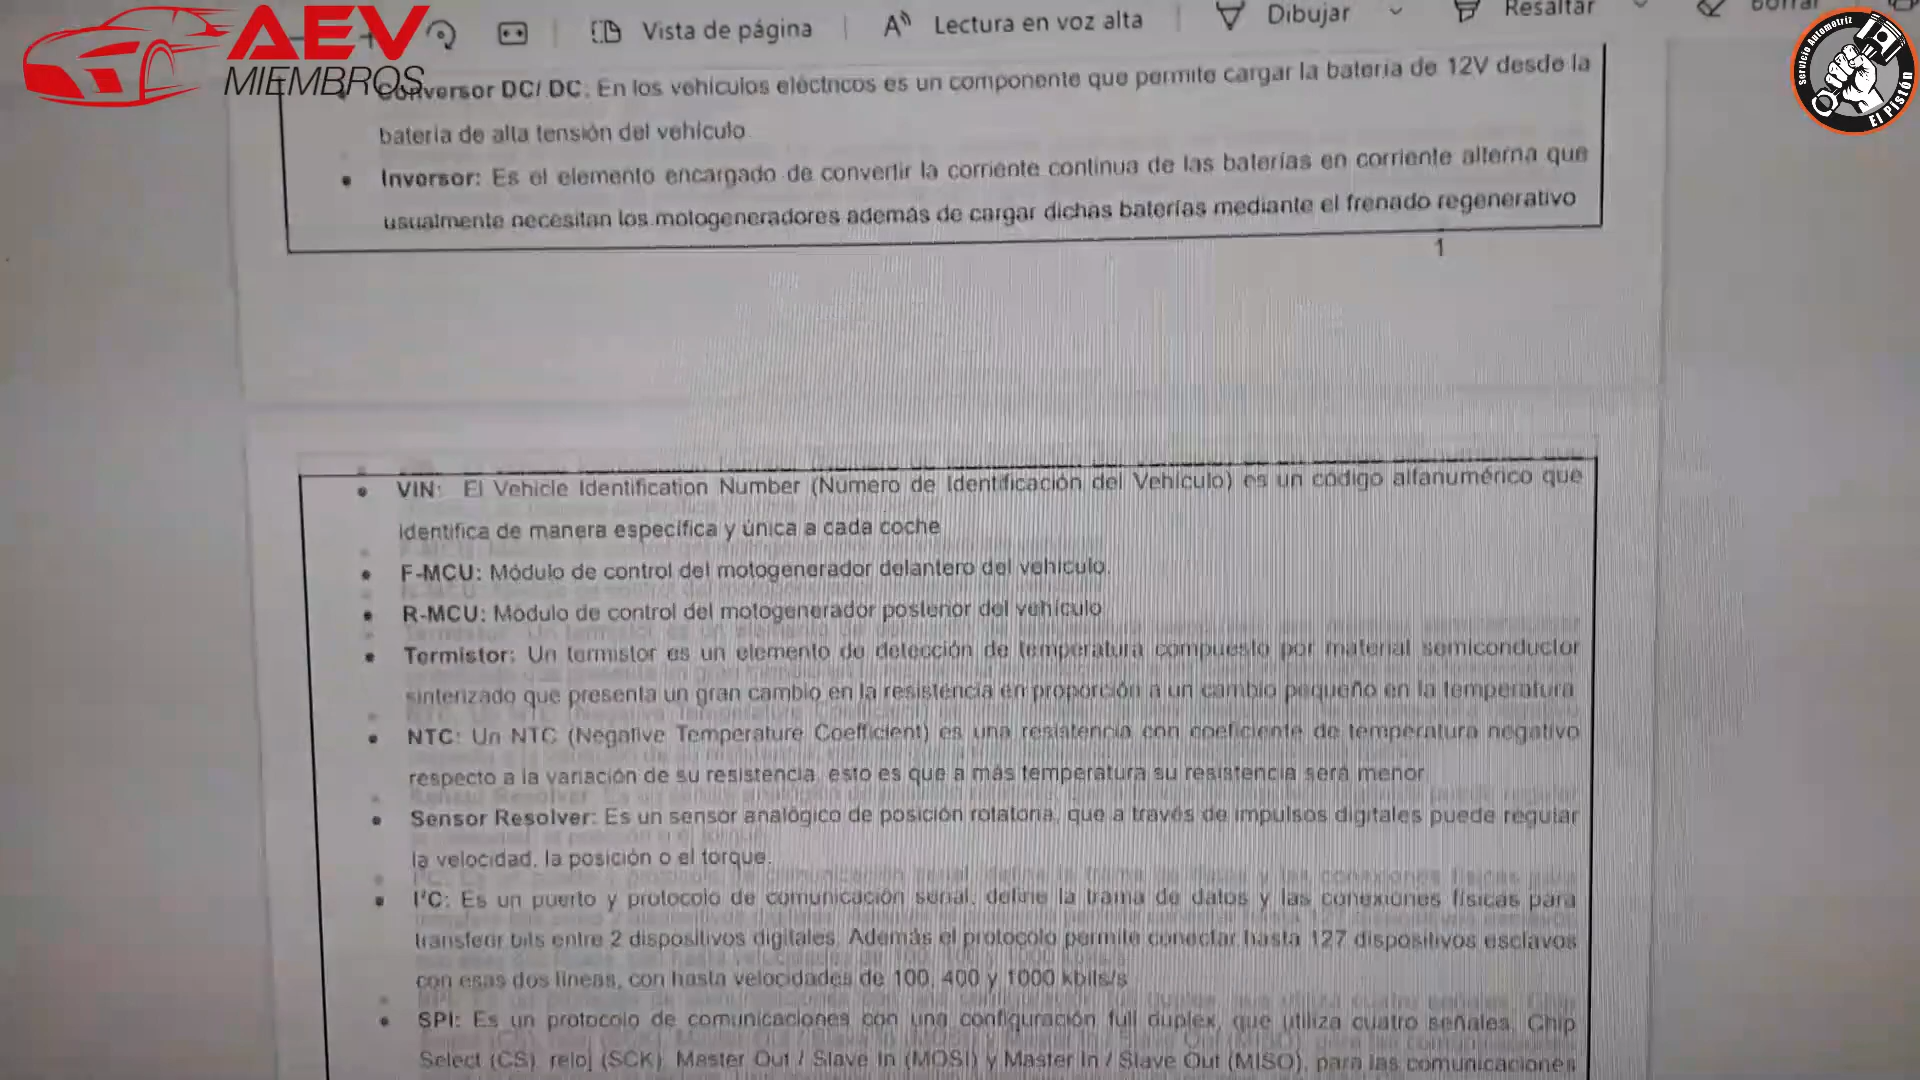 AEV
MIEMBROS
Vista de página
Lectura en voz alta
Dibujar
Resaltar
Borrar
Servicio Automotriz
El Pistón
Conversor DC/ DC: En los vehículos eléctricos es un componente que permite cargar la batería de 12V desde la
batería de alta tensión del vehículo
Inversor: Es el elemento encargado de convertir la corriente continua de las baterías en corriente alterna que
usualmente necesitan los motogeneradores además de cargar dichas baterías mediante el frenado regenerativo
1
VIN: El Vehicle Identification Number (Número de Identificación del Vehículo) es un código alfanumérico que
identifica de manera específica y única a cada coche
F-MCU: Módulo de control del motogenerador delantero del vehículo.
R-MCU: Módulo de control del motogenerador posterior del vehículo
Termistor: Un termistor es un elemento de detección de temperatura compuesto por material semiconductor
sinterizado que presenta un gran cambio en la resistencia en proporción a un cambio pequeño en la temperatura
NTC: Un NTC (Negative Temperature Coefficient) es una resistencia con coeficiente de temperatura negativo
respecto a la variación de su resistencia, esto es que a más temperatura su resistencia será menor
Sensor Resolver: Es un sensor analógico de posición rotatoria, que a través de impulsos digitales puede regular
la velocidad, la posición o el torque.
I²C: Es un puerto y protocolo de comunicación serial, define la trama de datos y las conexiones físicas para
transferir bits entre 2 dispositivos digitales. Además el protocolo permite conectar hasta 127 dispositivos esclavos
con esas dos líneas, con hasta velocidades de 100, 400 y 1000 kbits/s
SPI: Es un protocolo de comunicaciones con una configuración full duplex, que utiliza cuatro señales, Chip
Select (CS), reloj (SCK), Master Out / Slave In (MOSI) y Master In / Slave Out (MISO), para las comunicaciones